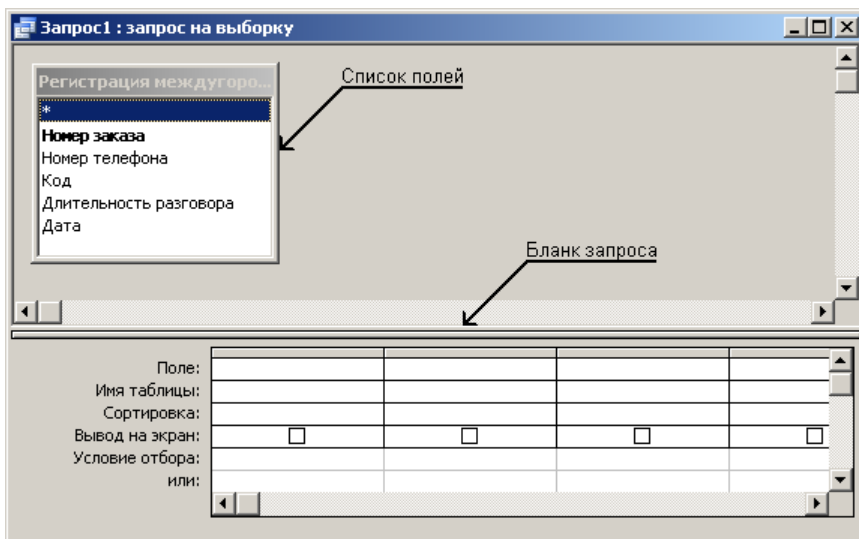 Запрос1 : запрос на выборку
Список полей
Регистрация междугоро...
*
Номер заказа
Номер телефона
Код
Длительность разговора
Дата
Бланк запроса
Поле:
Имя таблицы:
Сортировка:
Вывод на экран:
Условие отбора:
или: